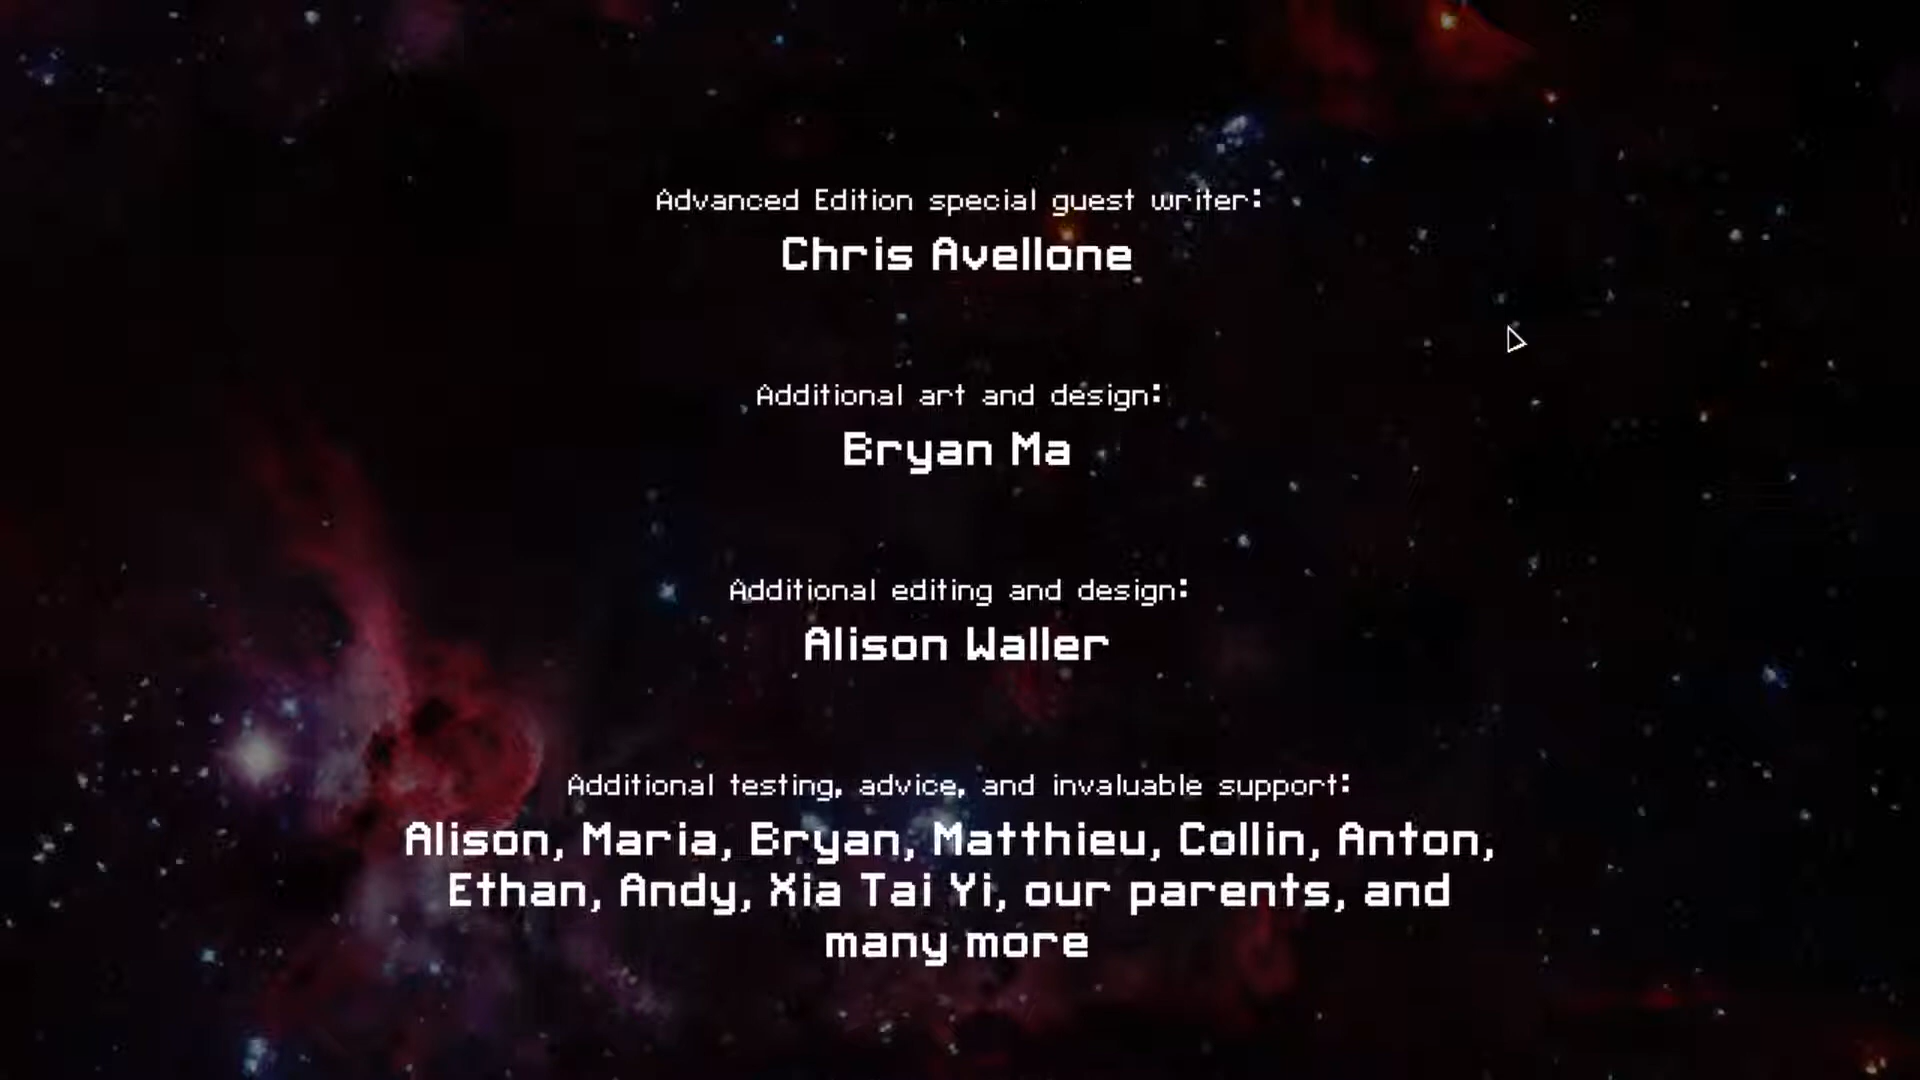 Advanced Edition special guest writer:
Chris Avellone
Additional art and design:
Bryan Ma
Additional editing and design:
Alison Waller
Additional testing, advice, and invaluable support:
Alison, Maria, Bryan, Matthieu, Collin, Anton,
Ethan, Andy, Xia Tai Yi, our parents, and
many more